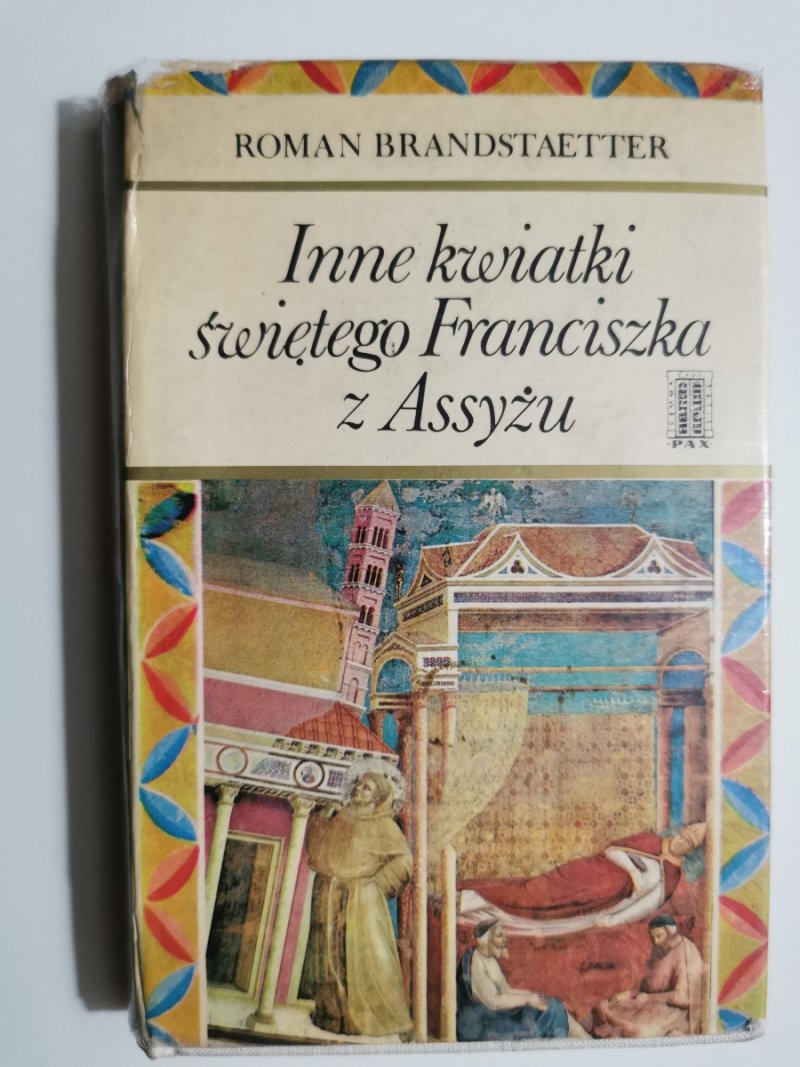 ROMAN BRANDSTAETTER
Inne kwiatki
świętego Franciszka
z Assyżu
PAX